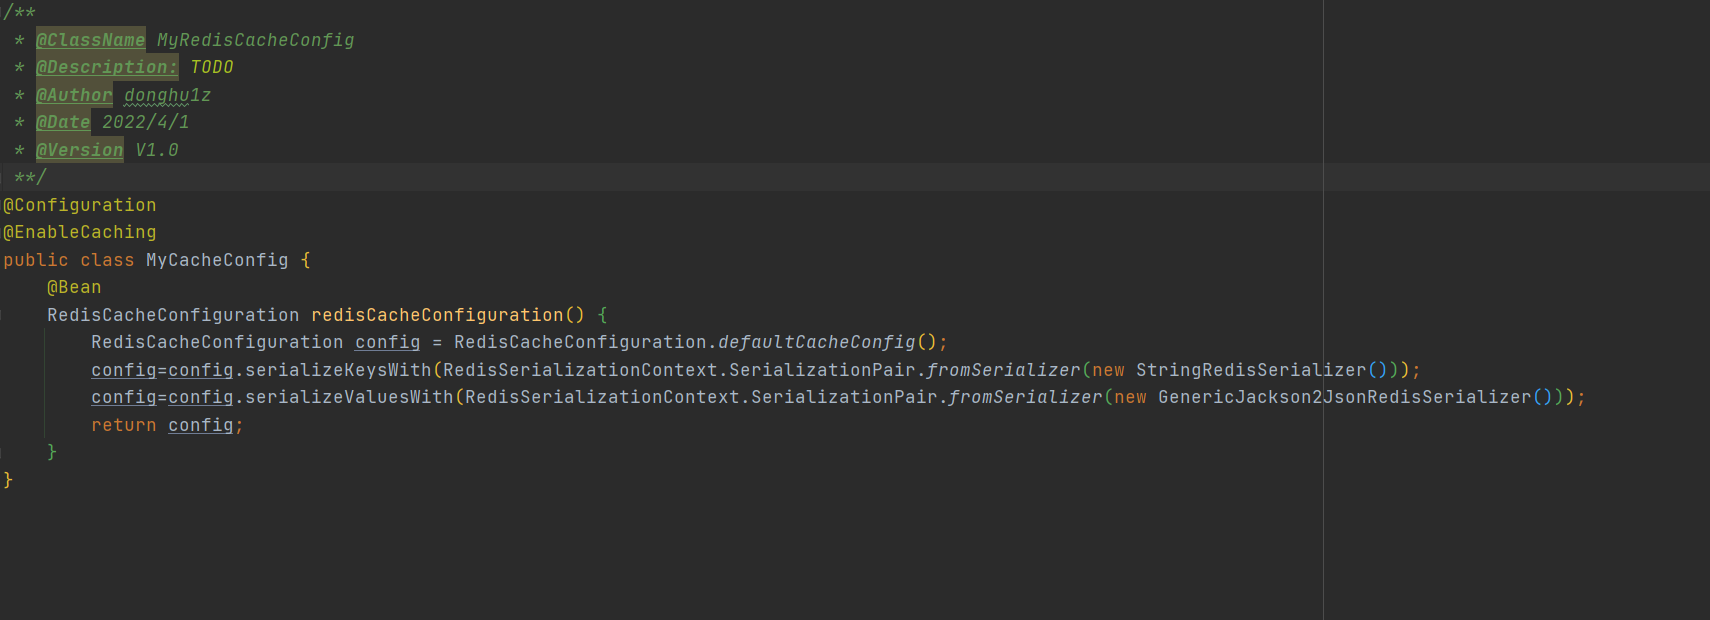 /**
 * @ClassName MyRedisCacheConfig
 * @Description: TODO
 * @Author donghu1z
 * @Date 2022/4/1
 * @Version V1.0
 **/
@Configuration
@EnableCaching
public class MyCacheConfig {
    @Bean
    RedisCacheConfiguration redisCacheConfiguration() {
        RedisCacheConfiguration config = RedisCacheConfiguration.defaultCacheConfig();
        config=config.serializeKeysWith(RedisSerializationContext.SerializationPair.fromSerializer(new StringRedisSerializer()));
        config=config.serializeValuesWith(RedisSerializationContext.SerializationPair.fromSerializer(new GenericJackson2JsonRedisSerializer()));
        return config;
    }
}